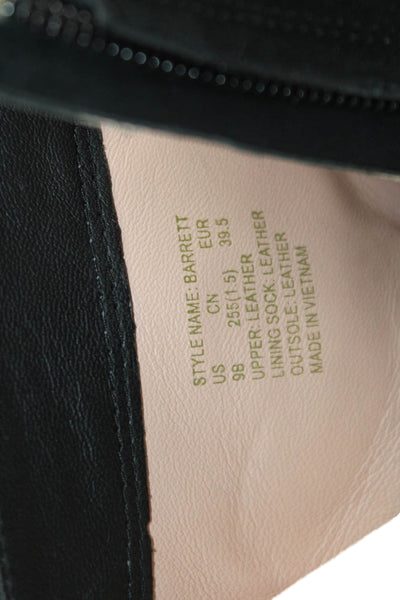 STYLE NAME: BARRETT
US CN EUR
9B 255(1.5) 39.5
UPPER: LEATHER
LINING SOCK: LEATHER
OUTSOLE: LEATHER
MADE IN VIETNAM